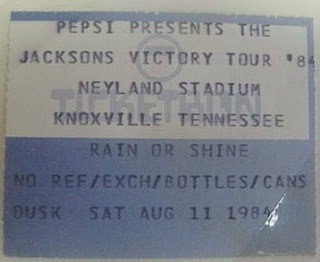 PEPSI PRESENTS THE
JACKSONS VICTORY TOUR '84
NEYLAND STADIUM
TICKETRON
KNOXVILLE TENNESSEE
RAIN OR SHINE
NO REF/EXCH/BOTTLES/CANS
DUSK SAT AUG 11 1984